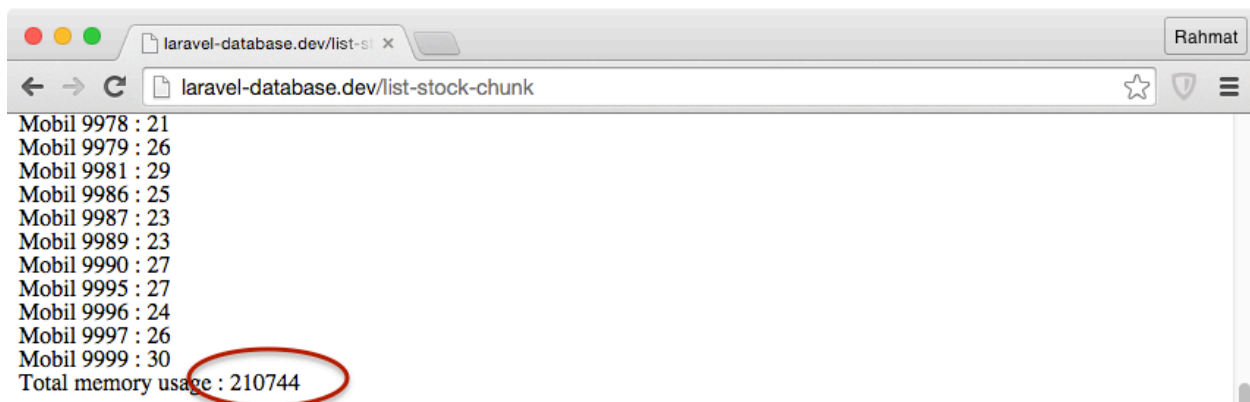 laravel-database.dev/list-st
Rahmat
laravel-database.dev/list-stock-chunk
Mobil 9978 : 21
Mobil 9979 : 26
Mobil 9981 : 29
Mobil 9986 : 25
Mobil 9987 : 23
Mobil 9989 : 23
Mobil 9990 : 27
Mobil 9995 : 27
Mobil 9996 : 24
Mobil 9997 : 26
Mobil 9999 : 30
Total memory usage : 210744